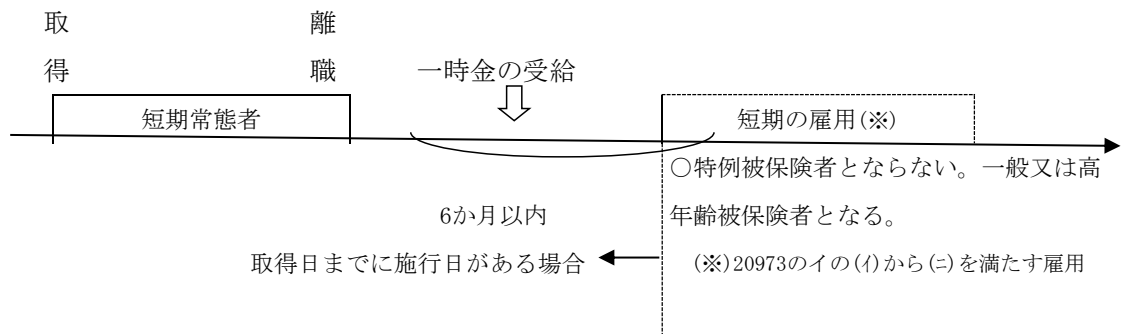 取得
離職
一時金の受給
短期常態者
短期の雇用(※)
○特例被保険者とならない。一般又は高
年齢被保険者となる。
6か月以内
取得日までに施行日がある場合
(※)20973のイの(ｲ)から(ﾆ)を満たす雇用